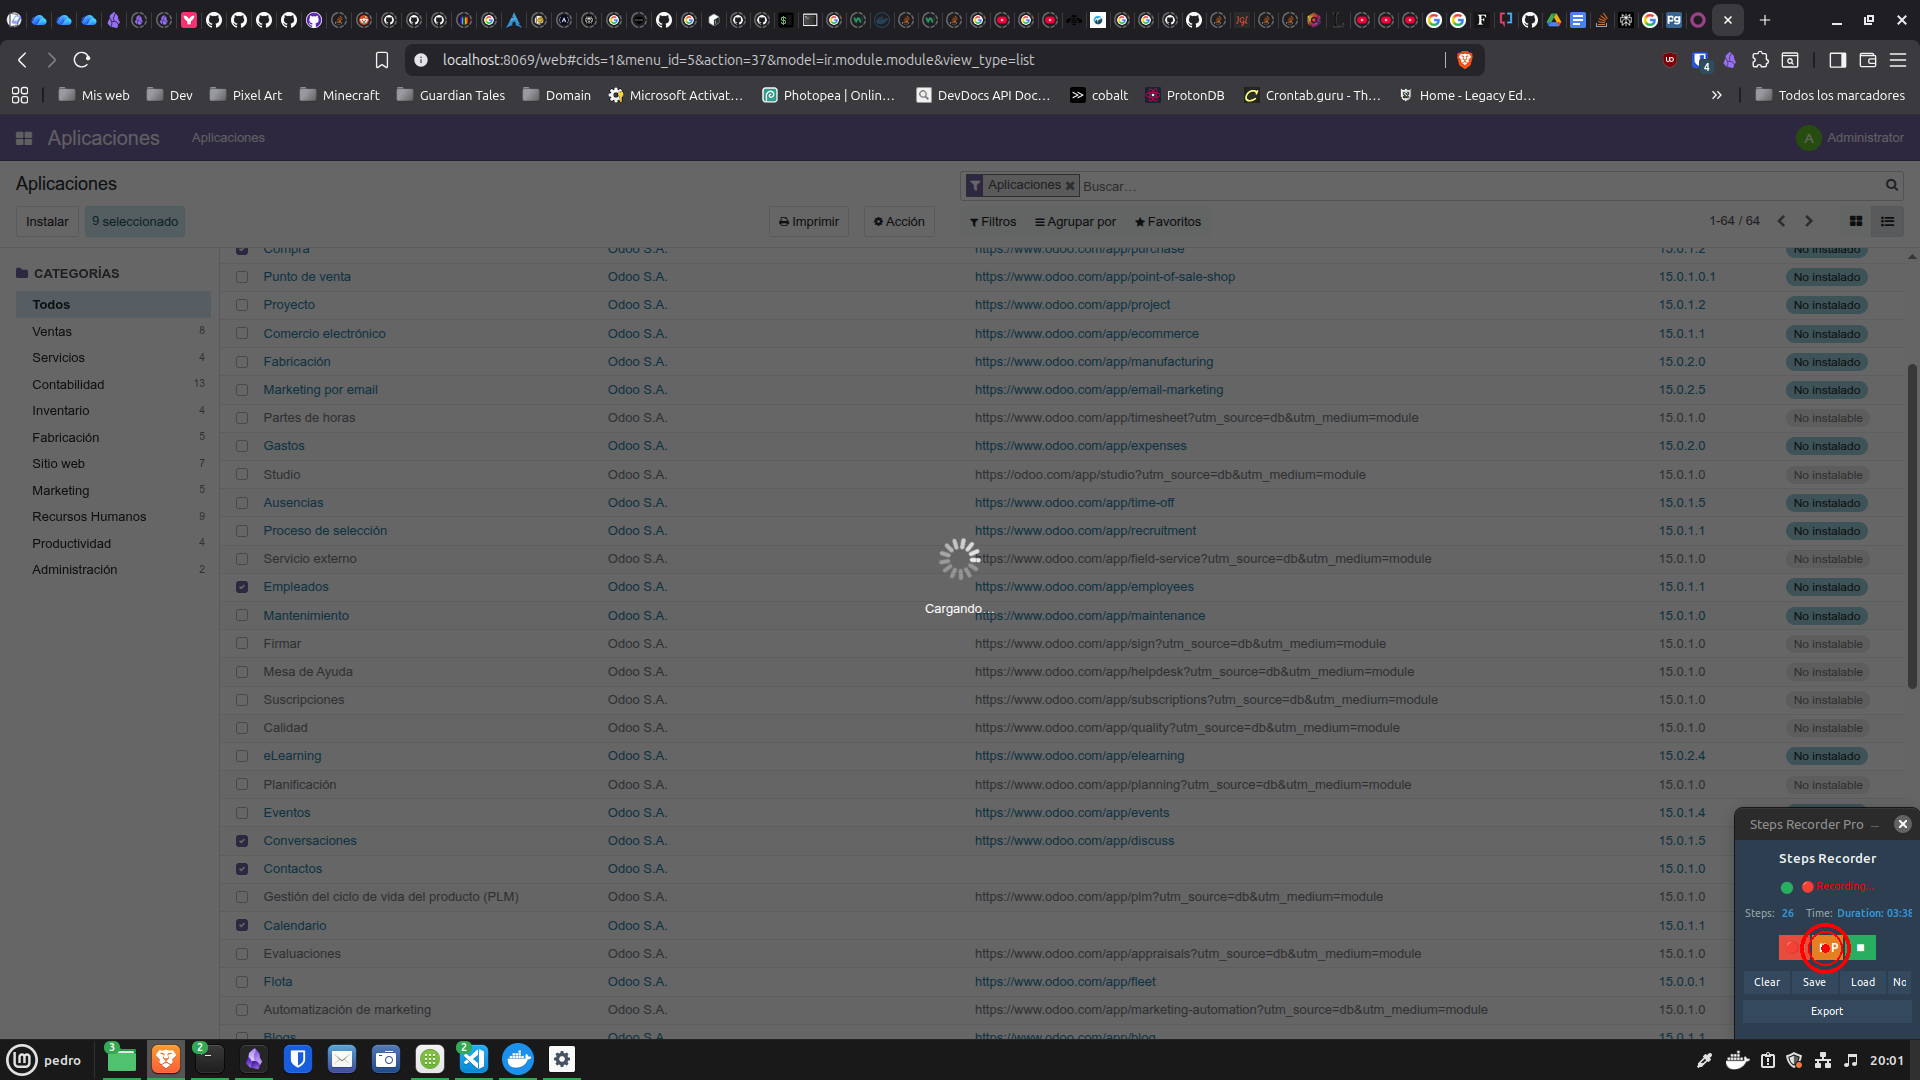 localhost:8069/web#cids=1&menu_id=5&action=37&model=ir.module.module&view_type=list
4
Mis web
Dev
Pixel Art
Minecraft
Guardian Tales
Domain
Microsoft Activat...
Photopea | Onlin...
DevDocs API Doc...
cobalt
ProtonDB
Crontab.guru - Th...
Home - Legacy Ed...
»
Todos los marcadores
Aplicaciones
Aplicaciones
A
Administrator
Aplicaciones
Aplicaciones
Buscar...
Instalar
9 seleccionado
Imprimir
Acción
Filtros
Agrupar por
Favoritos
1-64 / 64
CATEGORÍAS
Todos
Ventas 8
Servicios 4
Contabilidad 13
Inventario 4
Fabricación 5
Sitio web 7
Marketing 5
Recursos Humanos 9
Productividad 4
Administración 2
Compra Odoo S.A. https://www.odoo.com/app/purchase 15.0.1.2 No instalado
Punto de venta Odoo S.A. https://www.odoo.com/app/point-of-sale-shop 15.0.1.0.1 No instalado
Proyecto Odoo S.A. https://www.odoo.com/app/project 15.0.1.2 No instalado
Comercio electrónico Odoo S.A. https://www.odoo.com/app/ecommerce 15.0.1.1 No instalado
Fabricación Odoo S.A. https://www.odoo.com/app/manufacturing 15.0.2.0 No instalado
Marketing por email Odoo S.A. https://www.odoo.com/app/email-marketing 15.0.2.5 No instalado
Partes de horas Odoo S.A. https://www.odoo.com/app/timesheet?utm_source=db&utm_medium=module 15.0.1.0 No instalable
Gastos Odoo S.A. https://www.odoo.com/app/expenses 15.0.2.0 No instalado
Studio Odoo S.A. https://odoo.com/app/studio?utm_source=db&utm_medium=module 15.0.1.0 No instalable
Ausencias Odoo S.A. https://www.odoo.com/app/time-off 15.0.1.5 No instalado
Proceso de selección Odoo S.A. https://www.odoo.com/app/recruitment 15.0.1.1 No instalado
Servicio externo Odoo S.A. https://www.odoo.com/app/field-service?utm_source=db&utm_medium=module 15.0.1.0 No instalable
Empleados Odoo S.A. https://www.odoo.com/app/employees 15.0.1.1 No instalado
Mantenimiento Odoo S.A. https://www.odoo.com/app/maintenance 15.0.1.0 No instalado
Cargando...
Firmar Odoo S.A. https://www.odoo.com/app/sign?utm_source=db&utm_medium=module 15.0.1.0 No instalable
Mesa de Ayuda Odoo S.A. https://www.odoo.com/app/helpdesk?utm_source=db&utm_medium=module 15.0.1.0 No instalable
Suscripciones Odoo S.A. https://www.odoo.com/app/subscriptions?utm_source=db&utm_medium=module 15.0.1.0 No instalable
Calidad Odoo S.A. https://www.odoo.com/app/quality?utm_source=db&utm_medium=module 15.0.1.0 No instalable
eLearning Odoo S.A. https://www.odoo.com/app/elearning 15.0.2.4 No instalado
Planificación Odoo S.A. https://www.odoo.com/app/planning?utm_source=db&utm_medium=module 15.0.1.0 No instalable
Eventos Odoo S.A. https://www.odoo.com/app/events 15.0.1.4
Conversaciones Odoo S.A. https://www.odoo.com/app/discuss 15.0.1.5
Contactos Odoo S.A. 15.0.1.0
Gestión del ciclo de vida del producto (PLM) Odoo S.A. https://www.odoo.com/app/plm?utm_source=db&utm_medium=module 15.0.1.0
Calendario Odoo S.A. 15.0.1.1
Evaluaciones Odoo S.A. https://www.odoo.com/app/appraisals?utm_source=db&utm_medium=module 15.0.1.0
Flota Odoo S.A. https://www.odoo.com/app/fleet 15.0.0.1
Automatización de marketing Odoo S.A. https://www.odoo.com/app/marketing-automation?utm_source=db&utm_medium=module 15.0.1.0
Blogs Odoo S.A. https://www.odoo.com/app/blog 15.0.1.1
Steps Recorder Pro
Steps Recorder
Recording...
Steps: 26 Time: Duration: 03:38
P
Clear Save Load No
Export
pedro
3
2
2
20:01